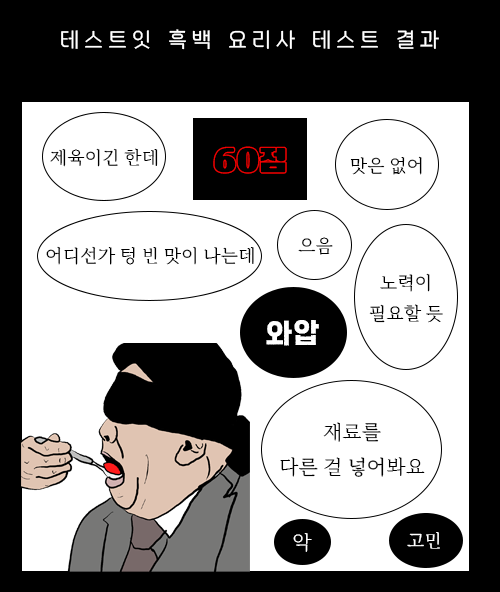 테스트잇 흑백 요리사 테스트 결과
제육이긴 한데
60점
맛은 없어
어디선가 텅 빈 맛이 나는데
으음
노력이
필요할 듯
와압
재료를
다른 걸 넣어봐요
악
고민